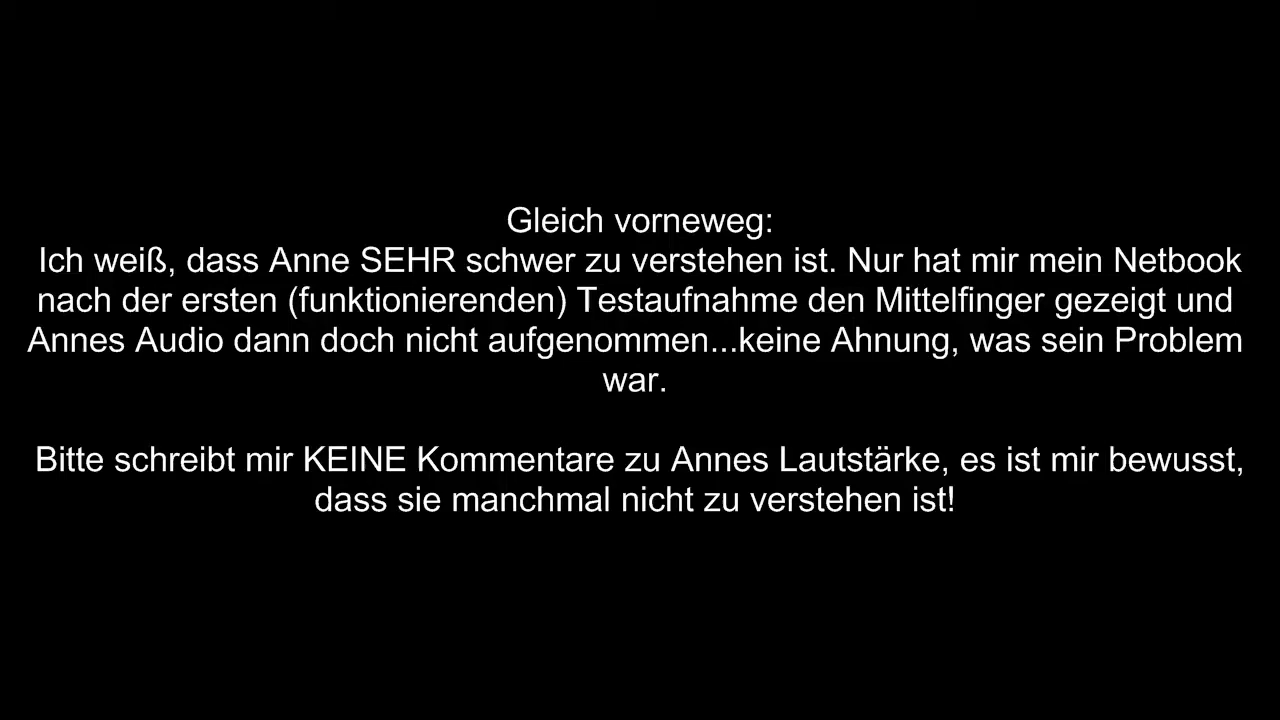 Gleich vorneweg:
Ich weiß, dass Anne SEHR schwer zu verstehen ist. Nur hat mir mein Netbook
nach der ersten (funktionierenden) Testaufnahme den Mittelfinger gezeigt und
Annes Audio dann doch nicht aufgenommen...keine Ahnung, was sein Problem
war.
Bitte schreibt mir KEINE Kommentare zu Annes Lautstärke, es ist mir bewusst,
dass sie manchmal nicht zu verstehen ist!